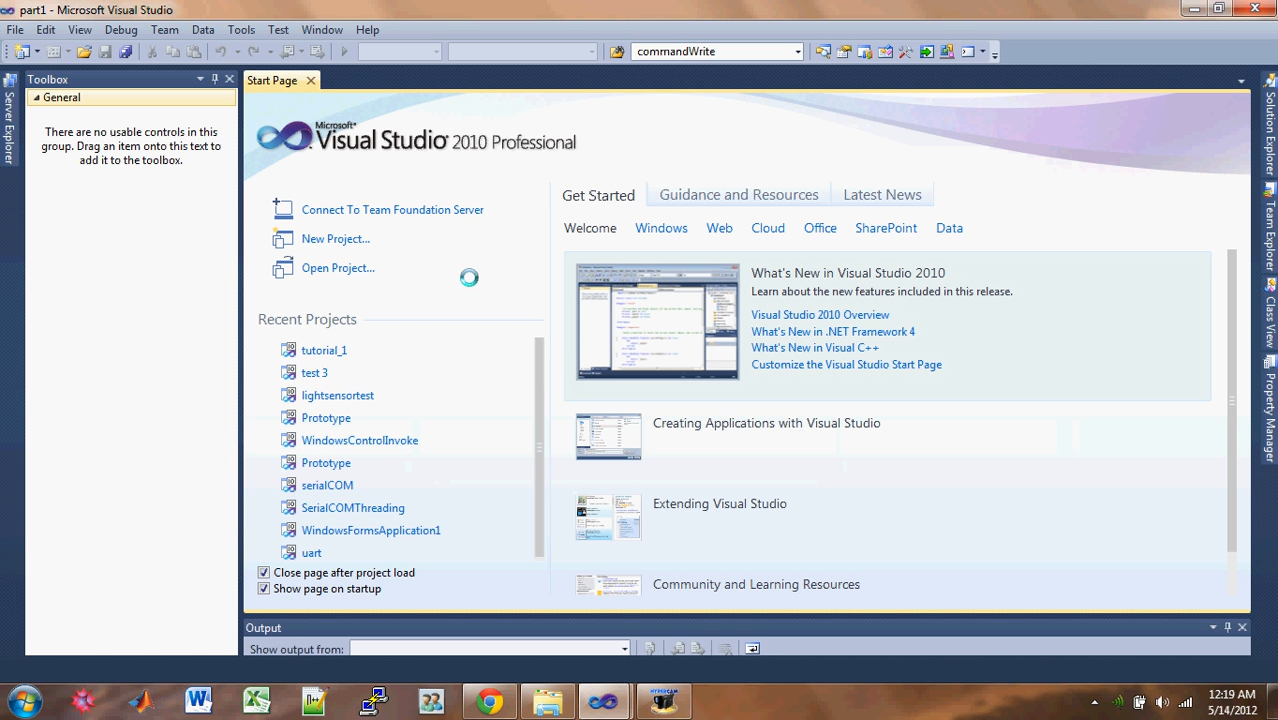 part1 - Microsoft Visual Studio
File Edit View Debug Team Data Tools Test Window Help
commandWrite
Server Explorer
Toolbox
General
There are no usable controls in this
group. Drag an item onto this text to
add it to the toolbox.
Start Page
Microsoft
Visual Studio 2010 Professional
Connect To Team Foundation Server
New Project...
Open Project...
Recent Projects
tutorial_1
test 3
lightsensortest
Prototype
WindowsControlInvoke
Prototype
serialCOM
SerialCOMThreading
WindowsFormsApplication1
uart
Close page after project load
Show page on startup
Get Started Guidance and Resources Latest News
Welcome Windows Web Cloud Office SharePoint Data
What's New in Visual Studio 2010
Learn about the new features included in this release.
Visual Studio 2010 Overview
What's New in .NET Framework 4
What's New in Visual C++
Customize the Visual Studio Start Page
Creating Applications with Visual Studio
Extending Visual Studio
Community and Learning Resources
Solution Explorer
Team Explorer
Class View
Property Manager
Output
Show output from:
HYPERCAM
12:19 AM
5/14/2012